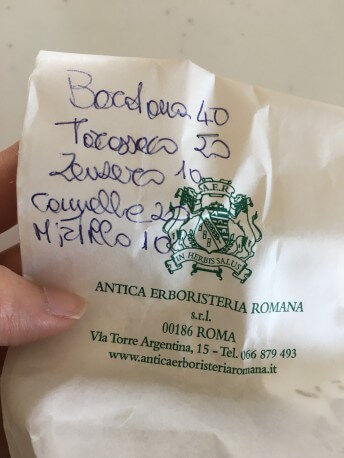 Bardana 40
Tarassaco 20
Zenzero 10
Cannella 20
Mirtillo 10
S.A.E.R.
IN HERBIS SALUS
ANTICA ERBORISTERIA ROMANA
s.r.l.
00186 ROMA
Via Torre Argentina, 15 - Tel. 066 879 493
www.anticaerboristeriaromana.it